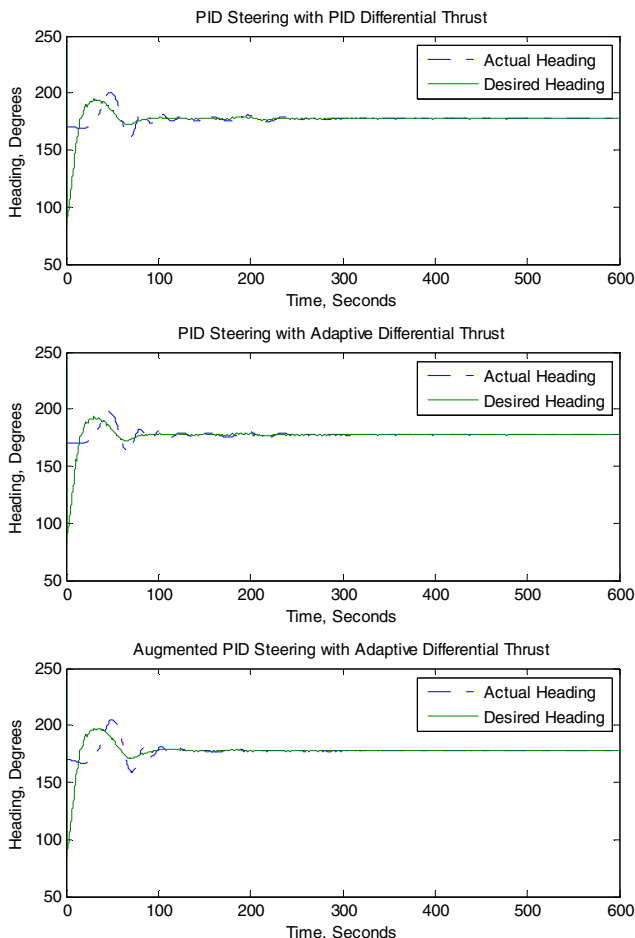 PID Steering with PID Differential Thrust
250
200
150
100
50
Heading, Degrees
Actual Heading
Desired Heading
0 100 200 300 400 500 600
Time, Seconds
PID Steering with Adaptive Differential Thrust
250
200
150
100
50
Heading, Degrees
Actual Heading
Desired Heading
0 100 200 300 400 500 600
Time, Seconds
Augmented PID Steering with Adaptive Differential Thrust
250
200
150
100
50
Heading, Degrees
Actual Heading
Desired Heading
0 100 200 300 400 500 600
Time, Seconds